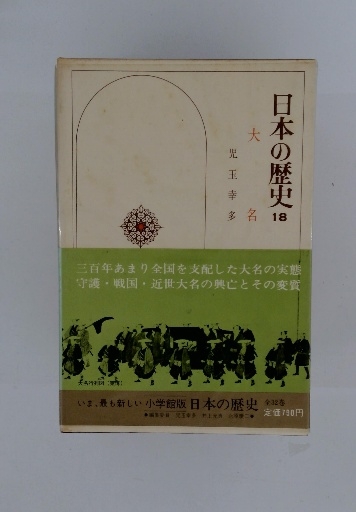 日本の歴史 18
大名
児玉幸多
三百年あまり全国を支配した大名の実態
守護・戦国・近世大名の興亡とその変質
いま、最も新しい 小学館版 日本の歴史 全32巻
定価790円